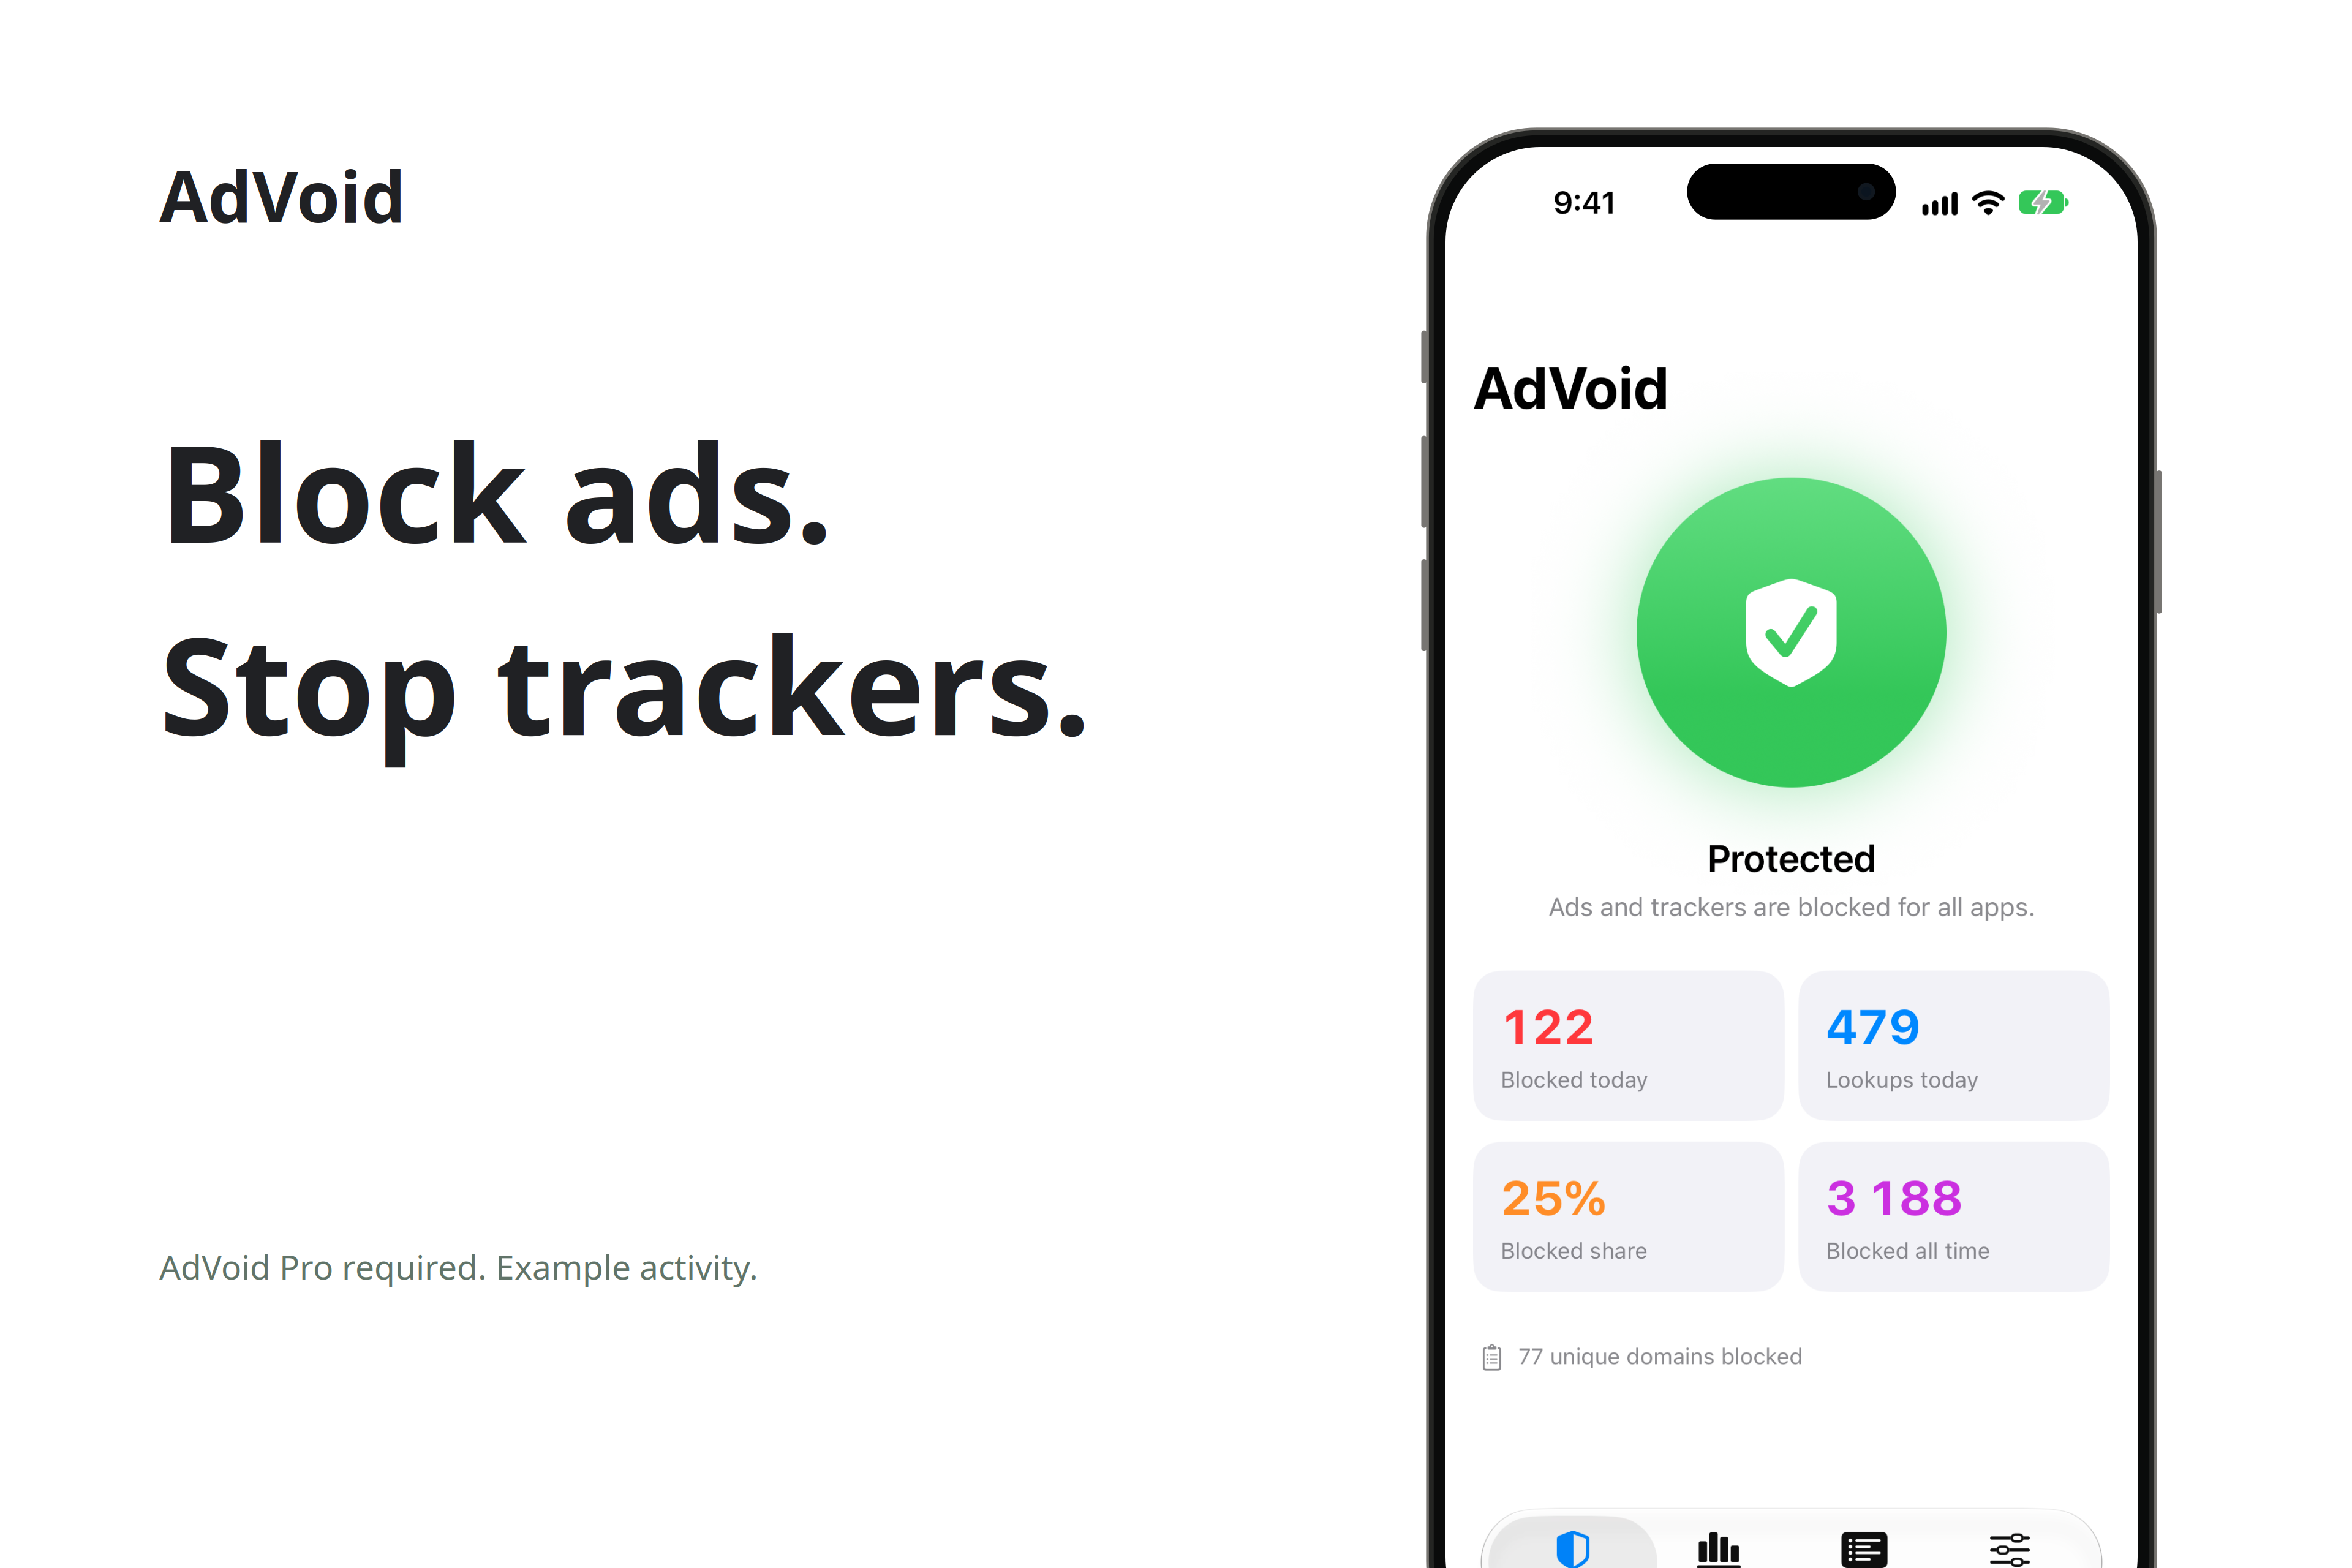 AdVoid
Block ads.
Stop trackers.
AdVoid Pro required. Example activity.
9:41
AdVoid
Protected
Ads and trackers are blocked for all apps.
122
Blocked today
479
Lookups today
25%
Blocked share
3 188
Blocked all time
77 unique domains blocked